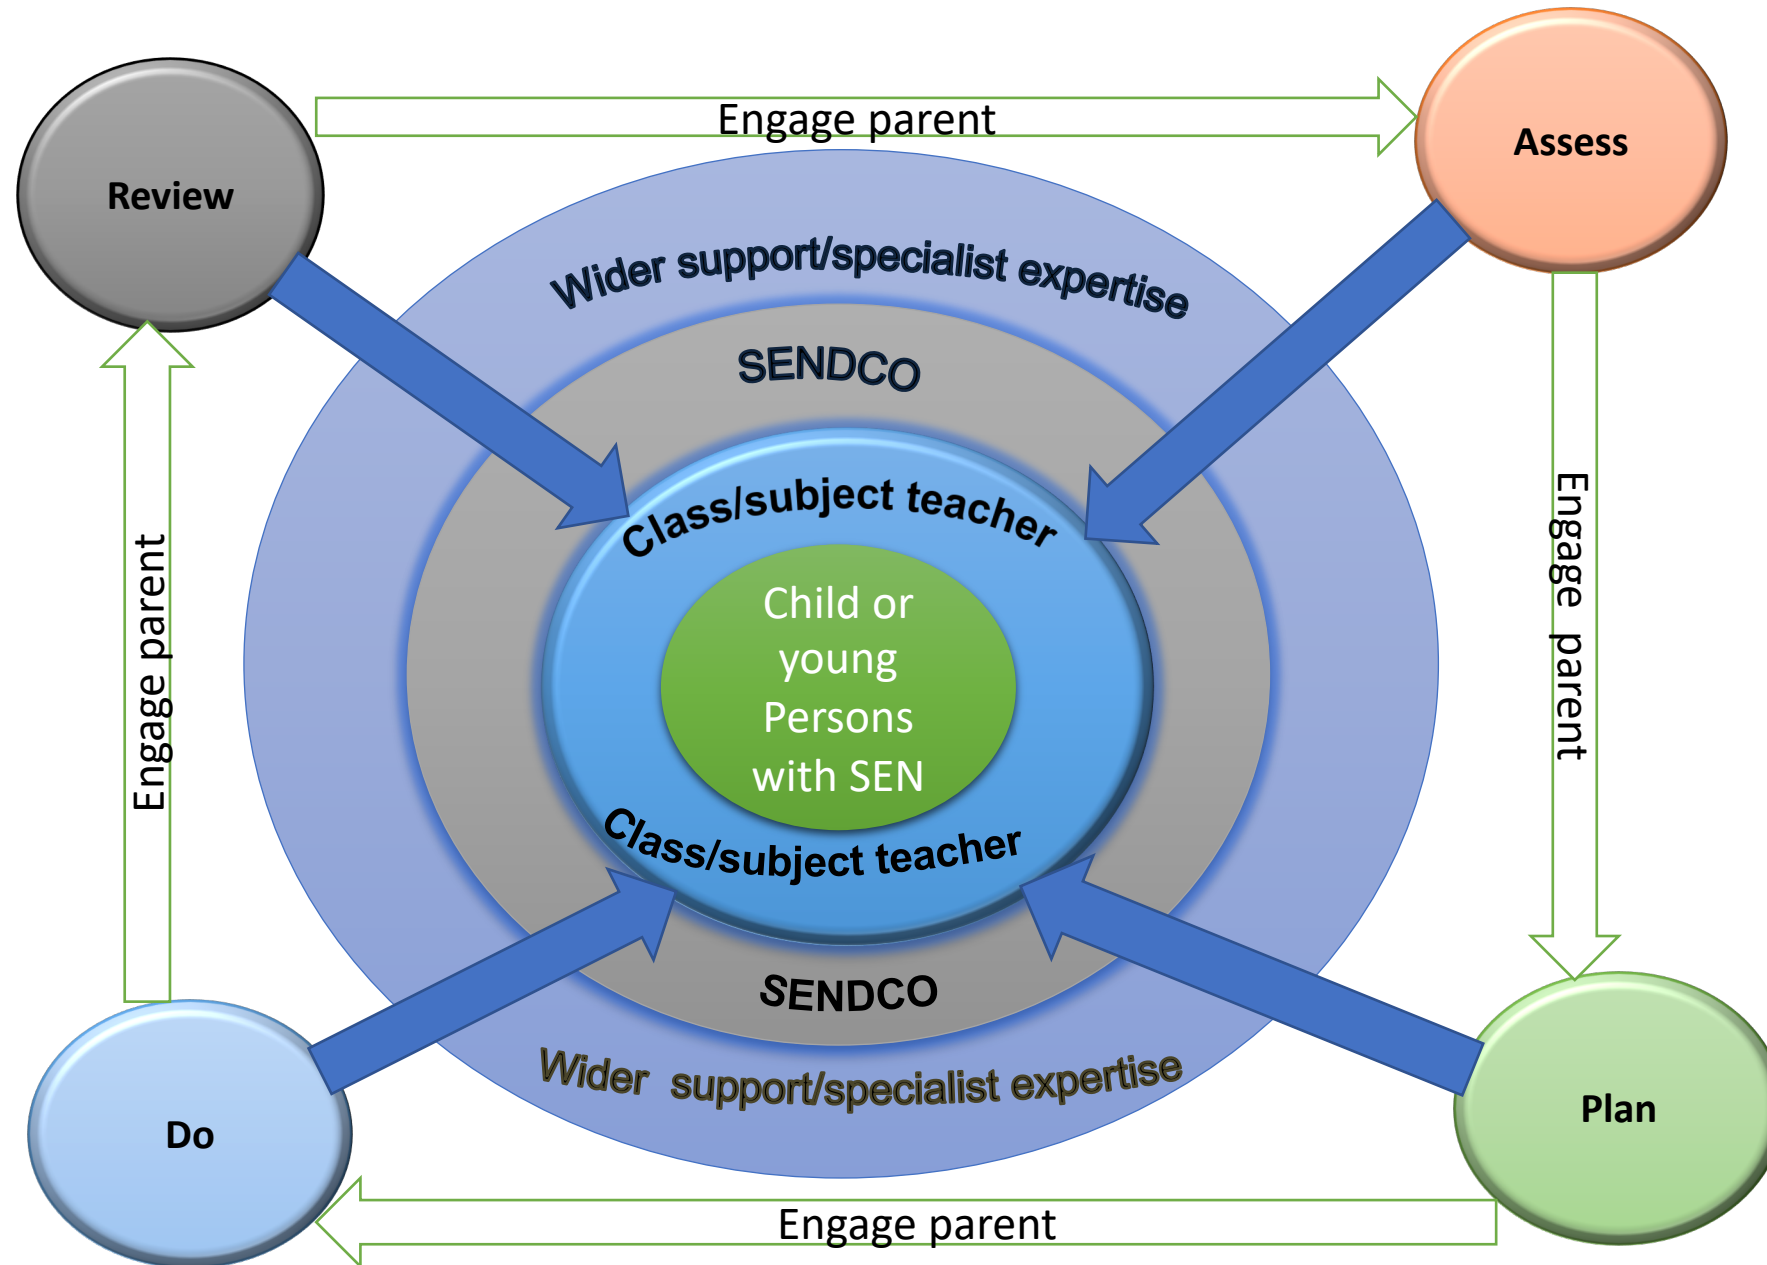 Engage parent
Assess
Review
Wider support/specialist expertise
SENDCO
Class/subject teacher
Engage parent
Engage  parent
Child or
young
Persons
with SEN
Class/subject teacher
SENDCO
Wider  support/specialist expertise
Plan
Do
Engage parent